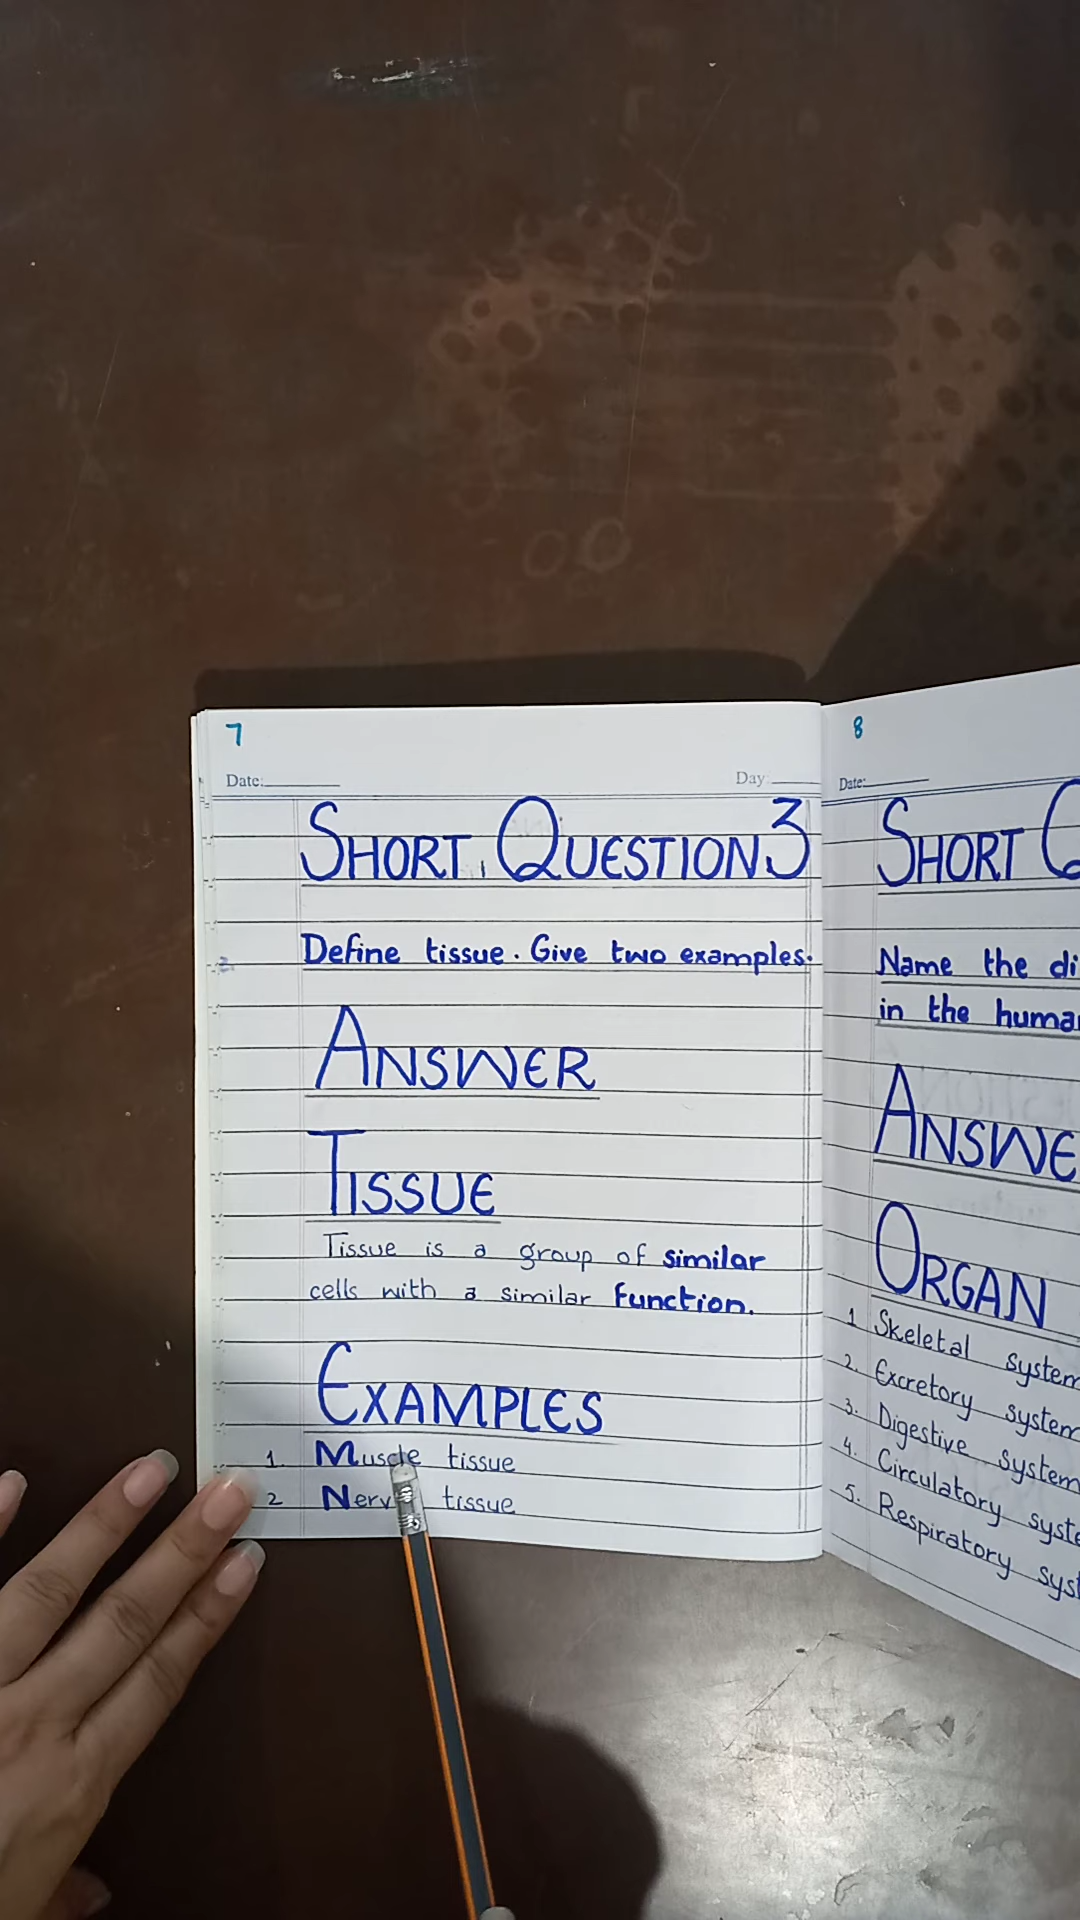 7
Date:
Day:
SHORT QUESTION 3
Define tissue. Give two examples.
ANSWER
TISSUE
Tissue is a group of similar
cells with a similar function.
EXAMPLES
1. Muscle tissue
2 tissue
8
Date:
SHORT
Name the
in the
ORGAN
1 Skeletal system
2. Excretory system
3. Digestive system
4. Circulatory
5. Respiratory